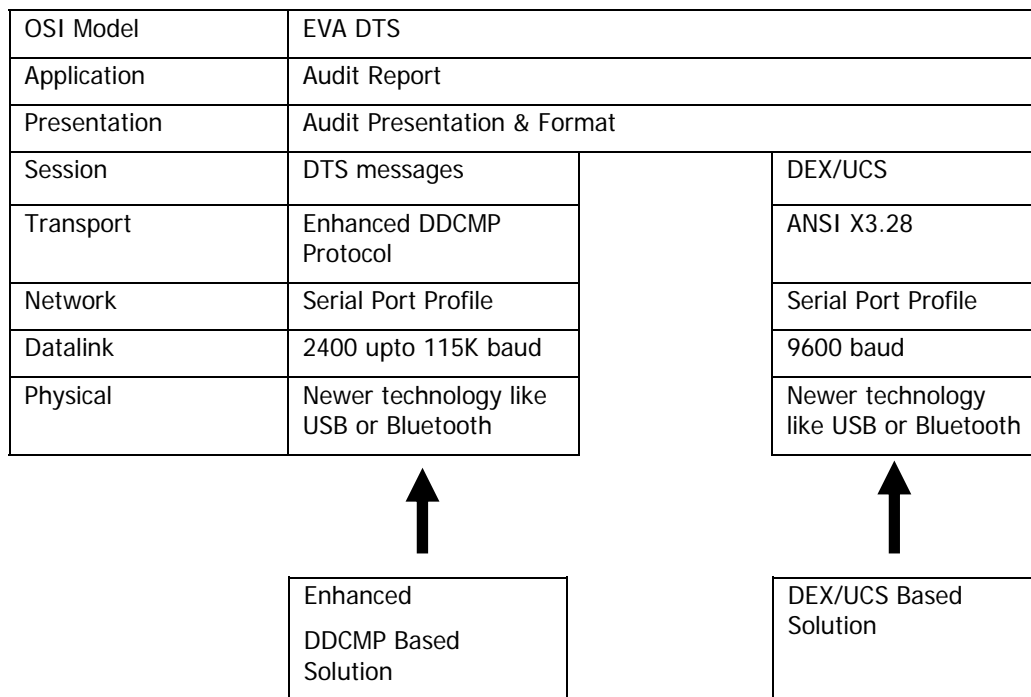 OSI Model EVA DTS
Application Audit Report
Presentation Audit Presentation & Format
Session DTS messages DEX/UCS
Transport Enhanced DDCMP ANSI X3.28
Protocol
Network Serial Port Profile Serial Port Profile
Datalink 2400 upto 115K baud 9600 baud
Physical Newer technology like Newer technology
USB or Bluetooth like USB or Bluetooth
Enhanced
DDCMP Based
Solution
DEX/UCS Based
Solution